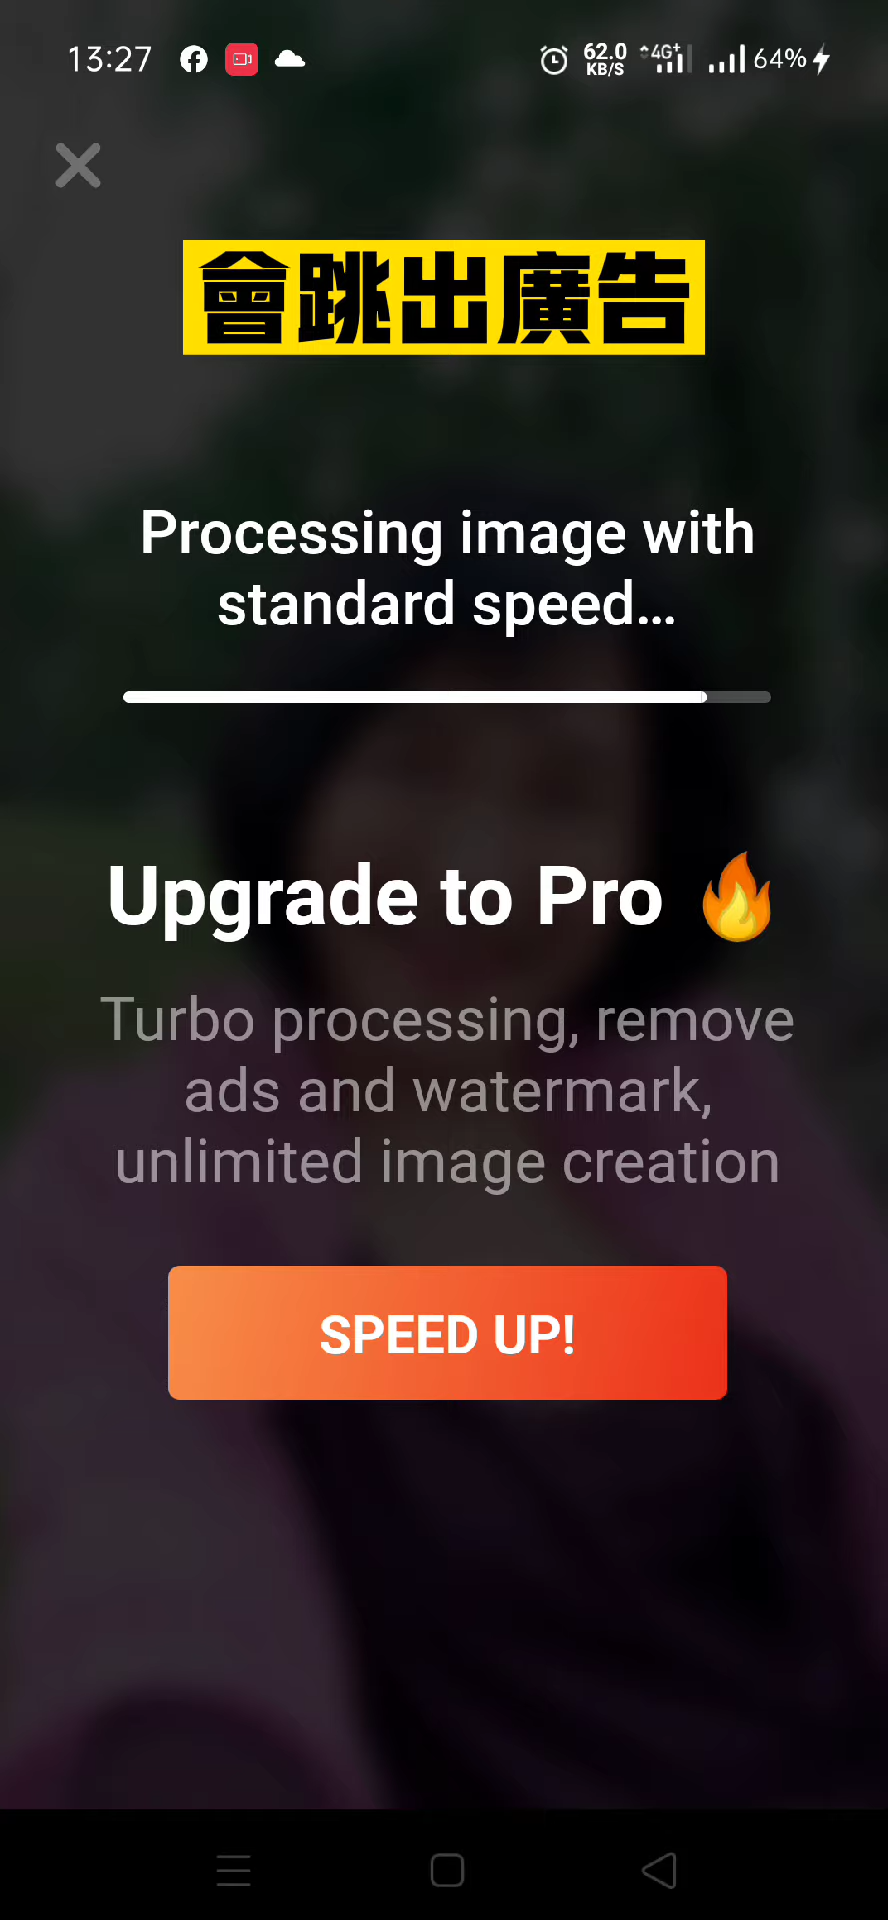 13:27 62.0 KB/S 4G+ 64%
會跳出廣告
Processing image with
standard speed...
Upgrade to Pro 🔥
Turbo processing, remove
ads and watermark,
unlimited image creation
SPEED UP!